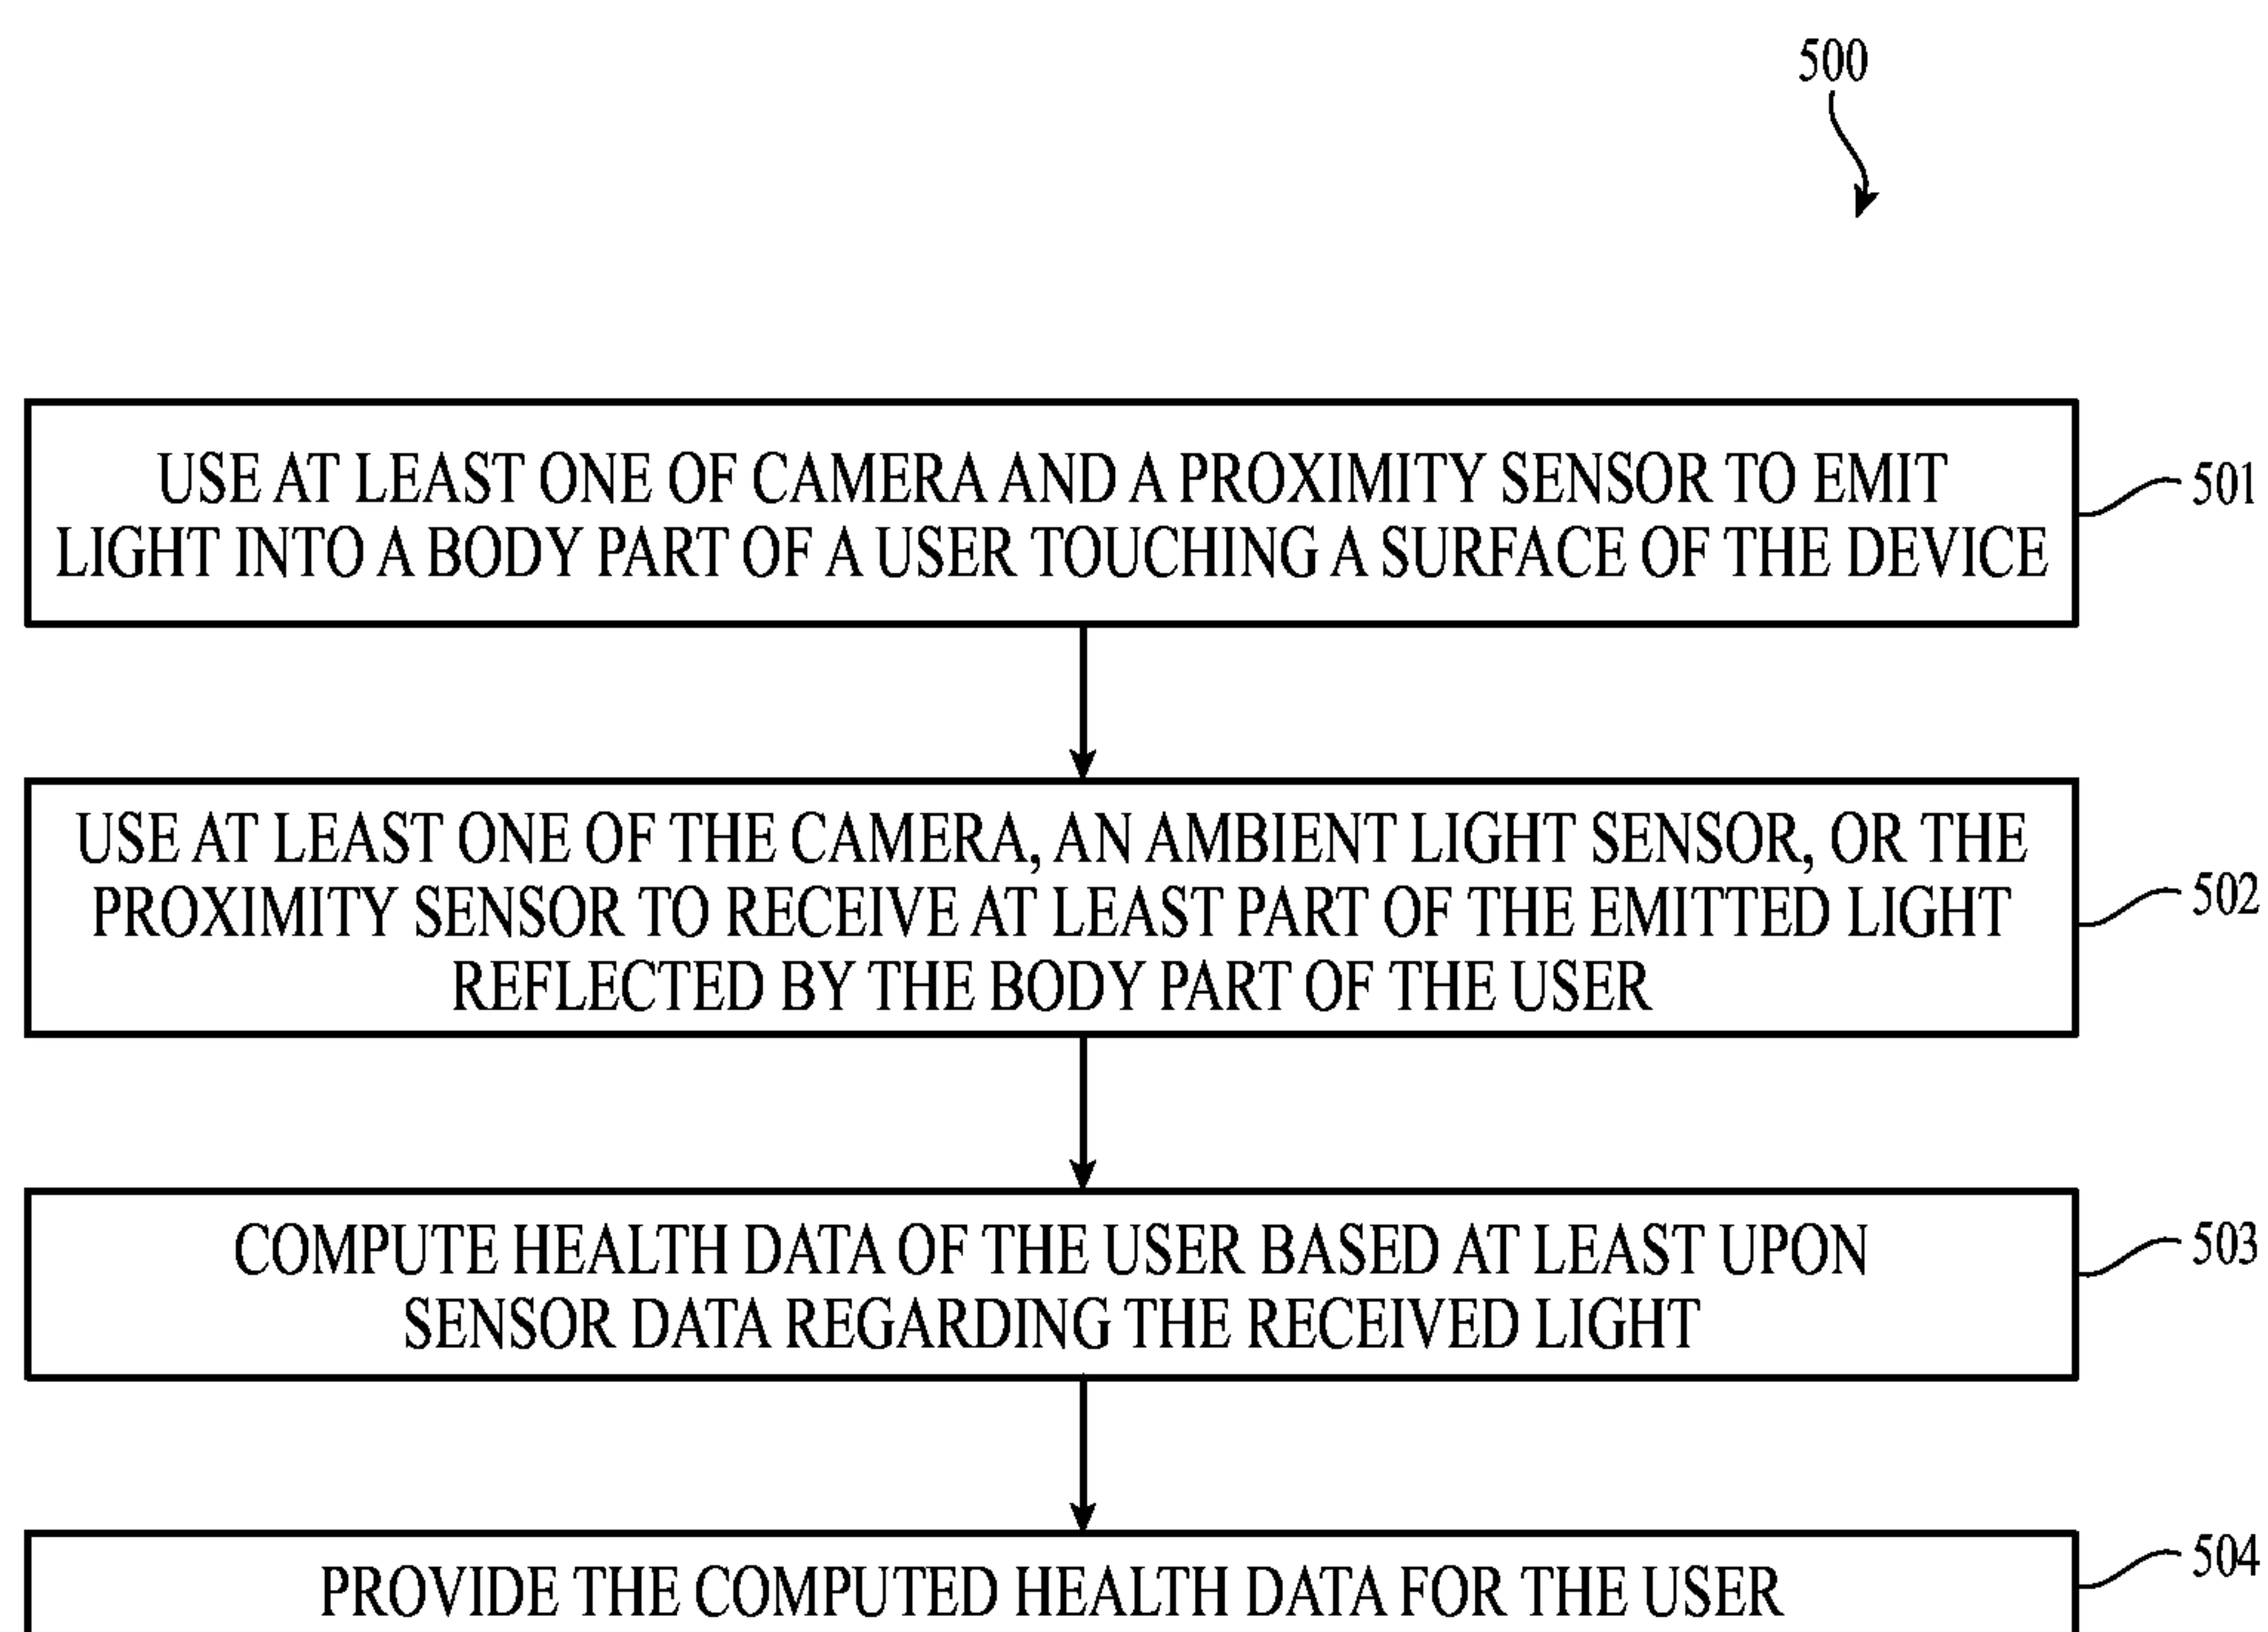 500
USE AT LEAST ONE OF CAMERA AND A PROXIMITY SENSOR TO EMIT
LIGHT INTO A BODY PART OF A USER TOUCHING A SURFACE OF THE DEVICE
501
USE AT LEAST ONE OF THE CAMERA, AN AMBIENT LIGHT SENSOR, OR THE
PROXIMITY SENSOR TO RECEIVE AT LEAST PART OF THE EMITTED LIGHT
REFLECTED BY THE BODY PART OF THE USER
502
COMPUTE HEALTH DATA OF THE USER BASED AT LEAST UPON
SENSOR DATA REGARDING THE RECEIVED LIGHT
503
PROVIDE THE COMPUTED HEALTH DATA FOR THE USER
504